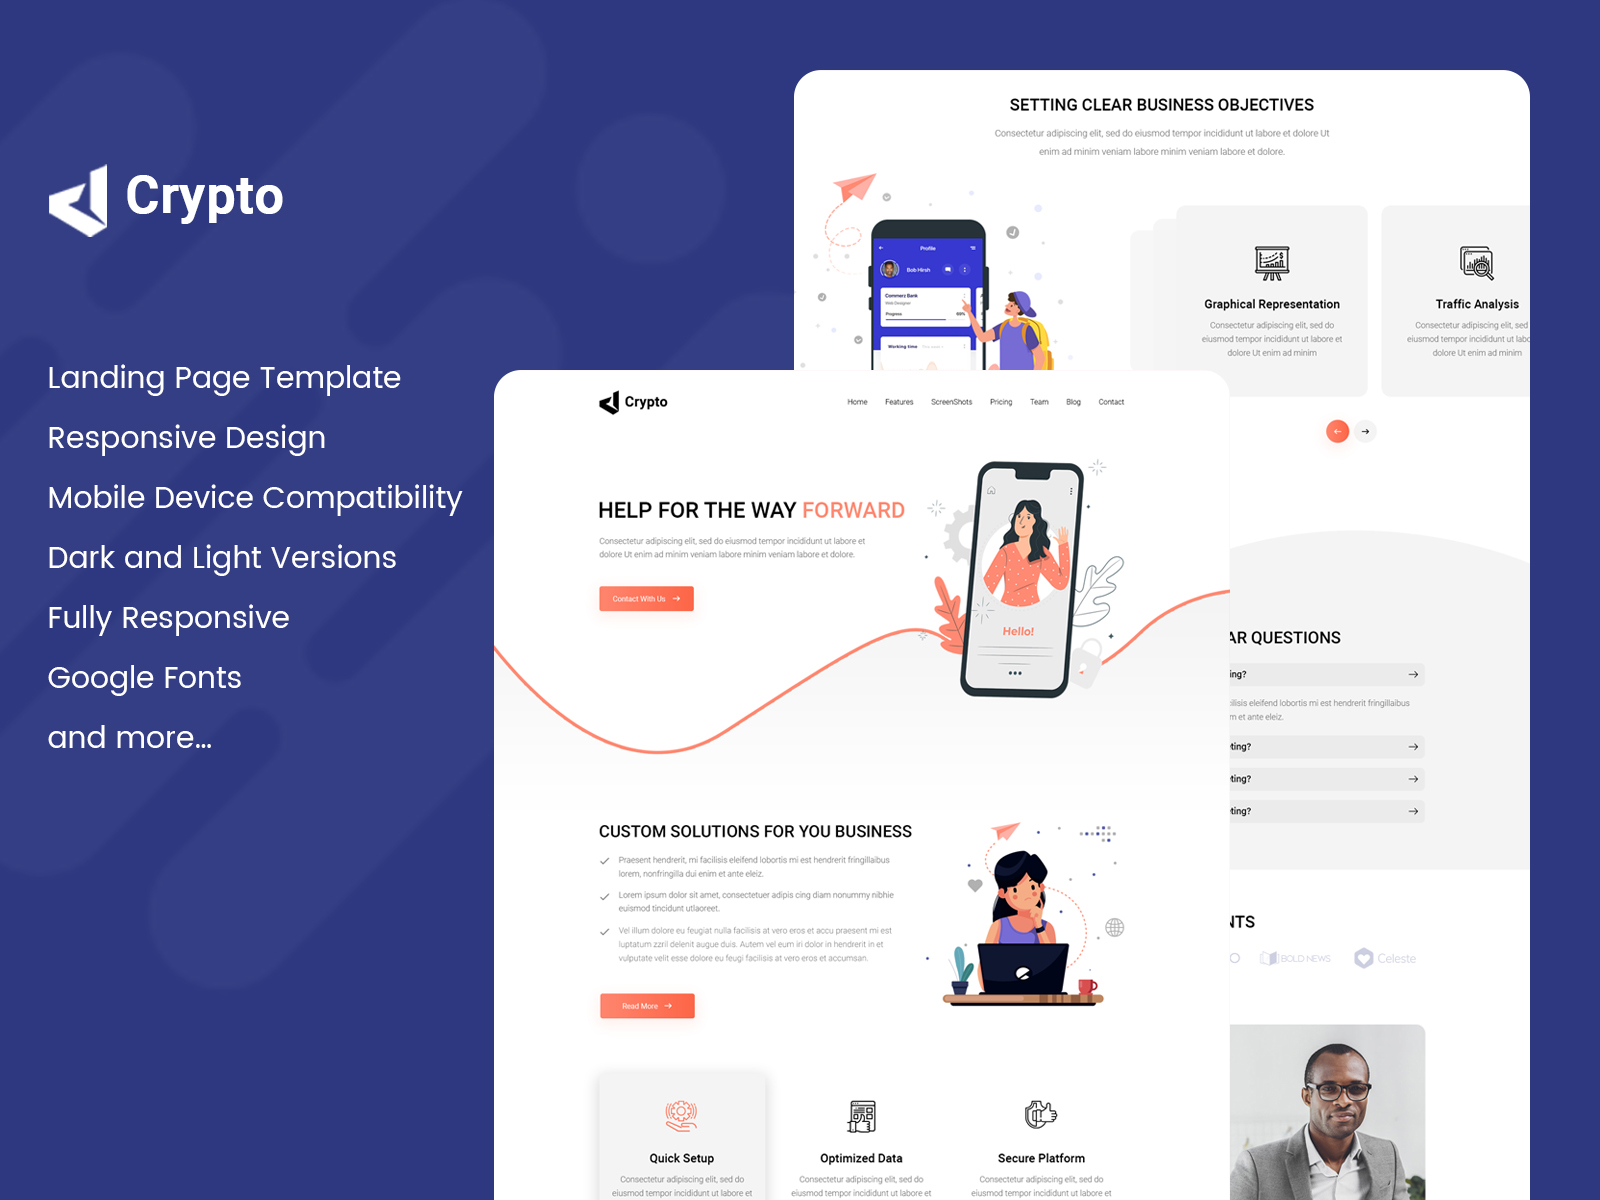 Crypto
Landing Page Template
Responsive Design
Mobile Device Compatibility
Dark and Light Versions
Fully Responsive
Google Fonts
and more...
SETTING CLEAR BUSINESS OBJECTIVES
Consectetur adipiscing elit, sed do eiusmod tempor incididunt ut labore et dolore Ut
enim ad minim veniam labore minim veniam labore et dolore.
Profile
Bob Hirsh
Commerz Bank
Web Designer
Progress 89%
Working time
Graphical Representation
Consectetur adipiscing elit, sed do
eiusmod tempor incididunt ut labore et
dolore Ut enim ad minim
Traffic Analysis
Consectetur adipiscing elit, sed
eiusmod tempor incididunt ut labo
dolore Ut enim ad minim
Crypto
Home Features ScreenShots Pricing Team Blog Contact
HELP FOR THE WAY FORWARD
Consectetur adipiscing elit, sed do eiusmod tempor incididunt ut labore et
dolore Ut enim ad minim veniam labore minim veniam labore et dolore.
Contact With Us
Hello!
CUSTOM SOLUTIONS FOR YOU BUSINESS
Praesent hendrerit, mi facilisis eleifend lobortis mi est hendrerit fringillaibus
lorem, nonfringilla dui enim et ante eleiz.
Lorem ipsum dolor sit amet, consectetuer adipis cing diam nonummy nibhie
euismod tincidunt utlaoreet.
Vel illum dolore eu feugiat nulla facilisis at vero eros et accu praesent mi est
luptatum zzril delenit augue duis. Autem vel eum iri dolor in hendrerit in et
vulputate velit esse dolore eu feugi facilisis at vero eros et accumsan.
Read More
Quick Setup
Consectetur adipiscing elit, sed do
eiusmod tempor incididunt ut labore et
Optimized Data
Consectetur adipiscing elit, sed do
eiusmod tempor incididunt ut labore et
Secure Platform
Consectetur adipiscing elit, sed do
eiusmod tempor incididunt ut labore et
AR QUESTIONS
ing?
cilisis eleifend lobortis mi est hendrerit fringillaibus
m et ante eleiz.
eting?
eting?
eting?
NTS
O BOLD NEWS Celeste